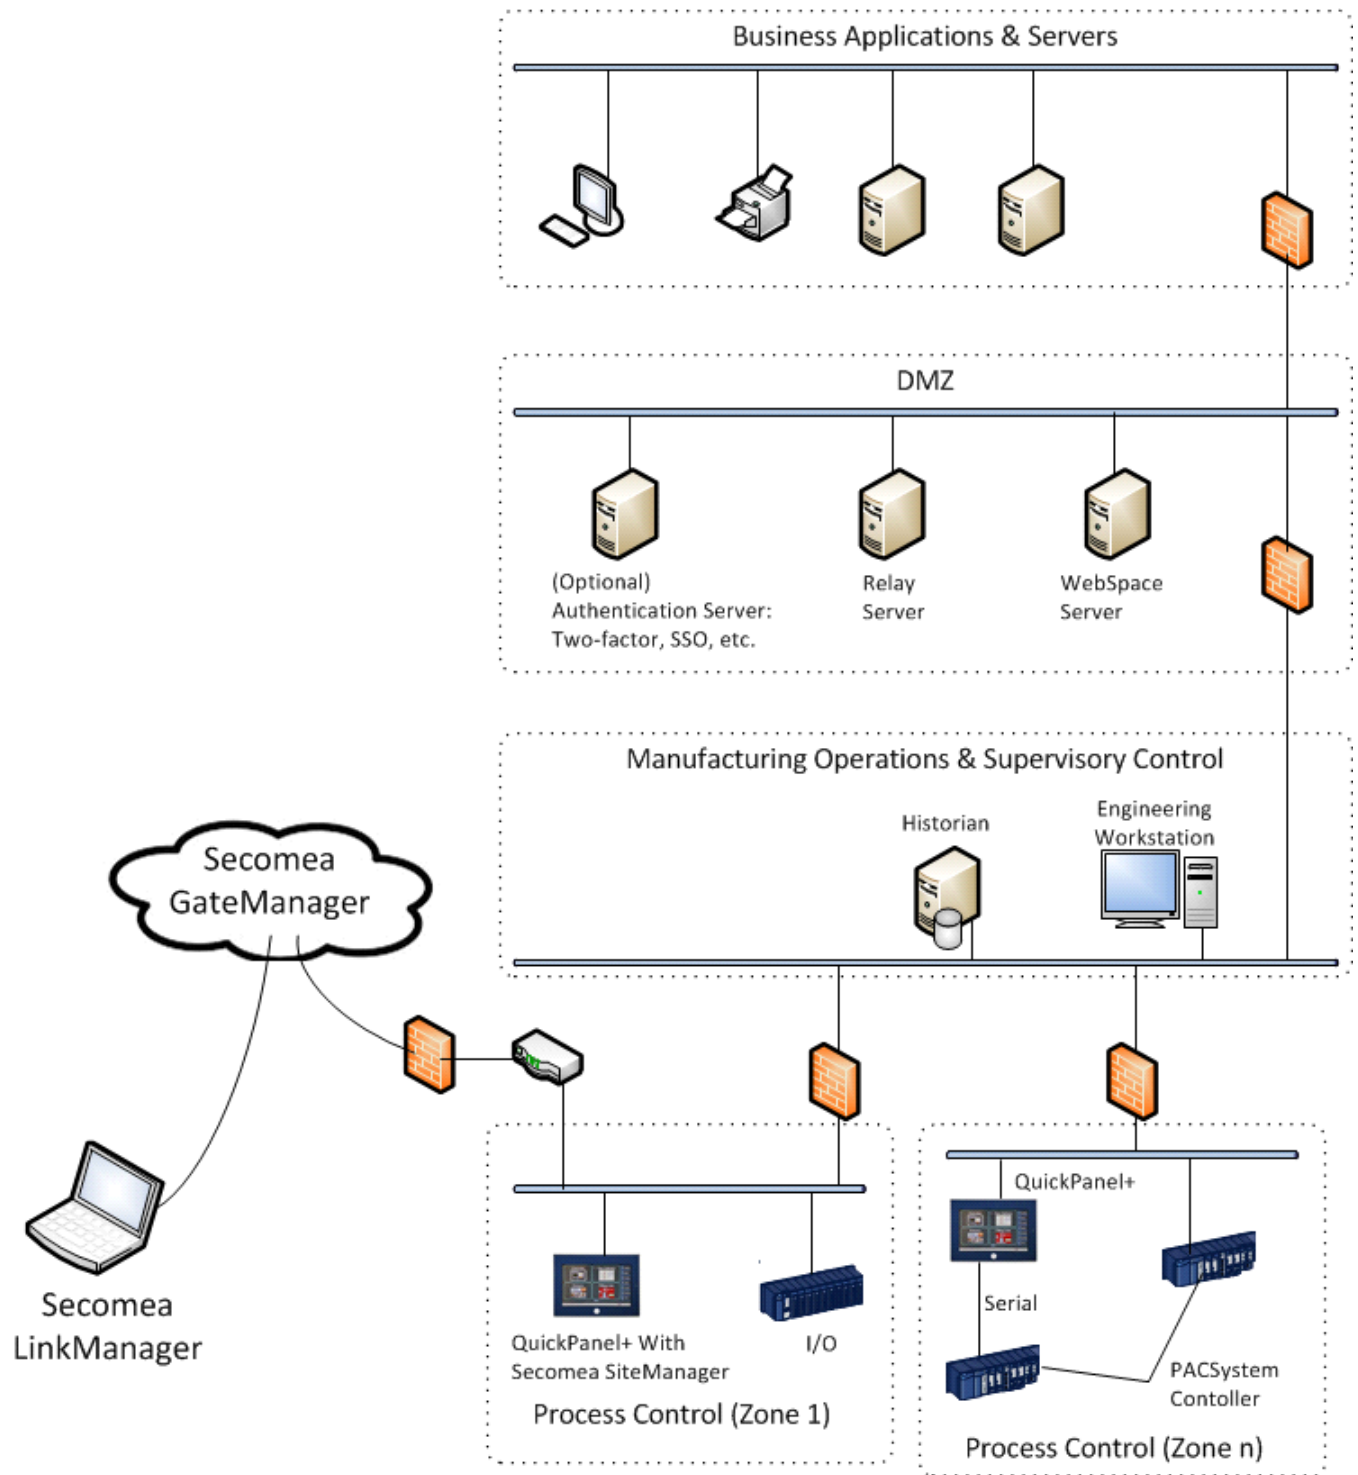 Business Applications & Servers
DMZ
(Optional)
Authentication Server:
Two-factor, SSO, etc.
Relay
Server
WebSpace
Server
Manufacturing Operations & Supervisory Control
Historian
Engineering
Workstation
Secomea
GateManager
Secomea
LinkManager
QuickPanel+ With
Secomea SiteManager
I/O
Process Control (Zone 1)
QuickPanel+
Serial
PACSystem
Contoller
Process Control (Zone n)